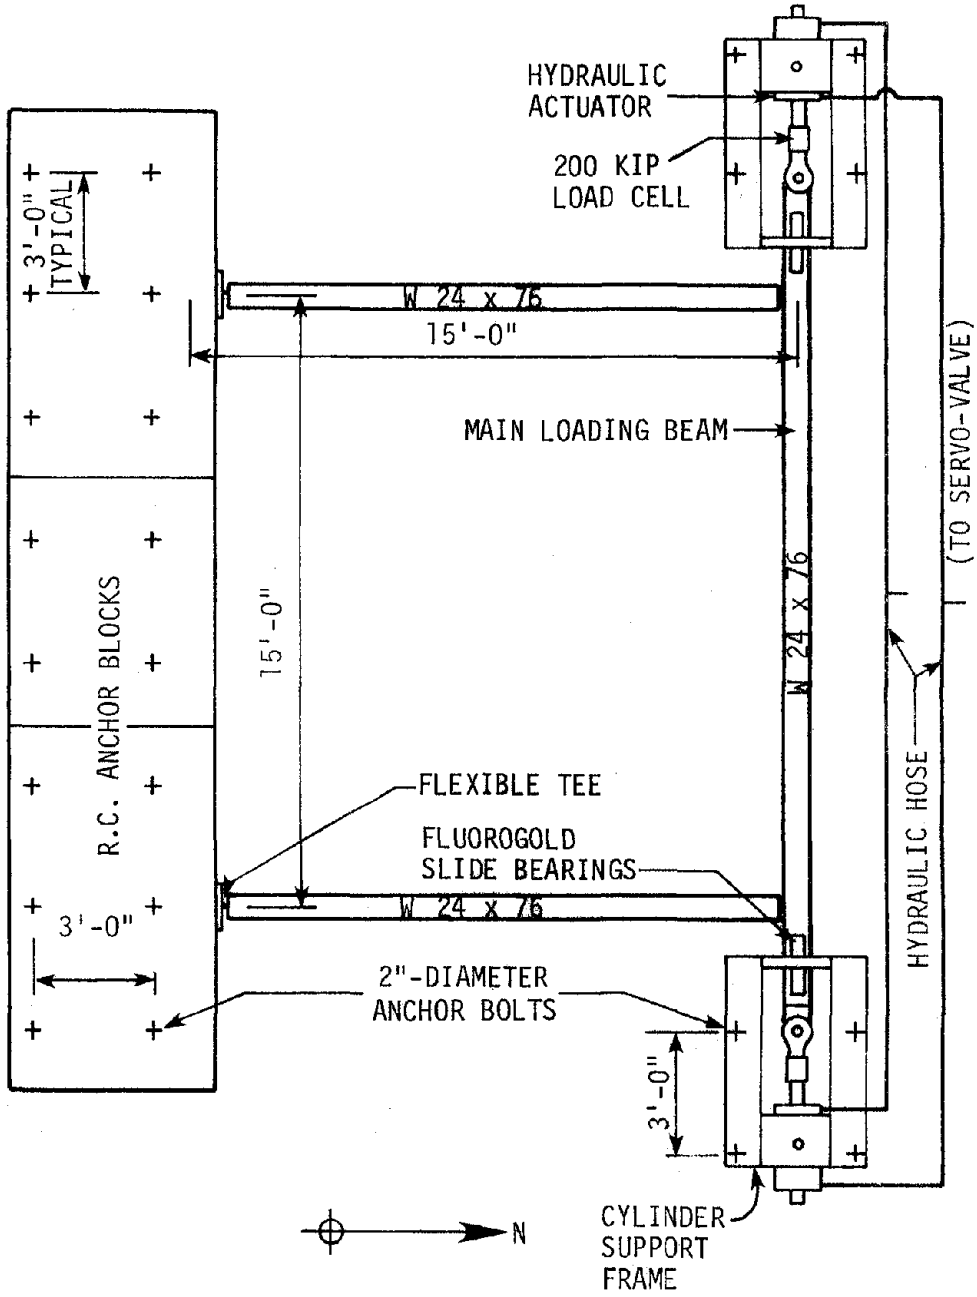 HYDRAULIC
ACTUATOR
200 KIP
LOAD CELL
3'-0"
TYPICAL
W 24 x 76
15'-0"
MAIN LOADING BEAM
(TO SERVO-VALVE)
W 24 x 76
15'-0"
R.C. ANCHOR BLOCKS
FLEXIBLE TEE
FLUOROGOLD
SLIDE BEARINGS
HYDRAULIC HOSE
W 24 x 76
3'-0"
2"-DIAMETER
ANCHOR BOLTS
3'-0"
N
CYLINDER
SUPPORT
FRAME